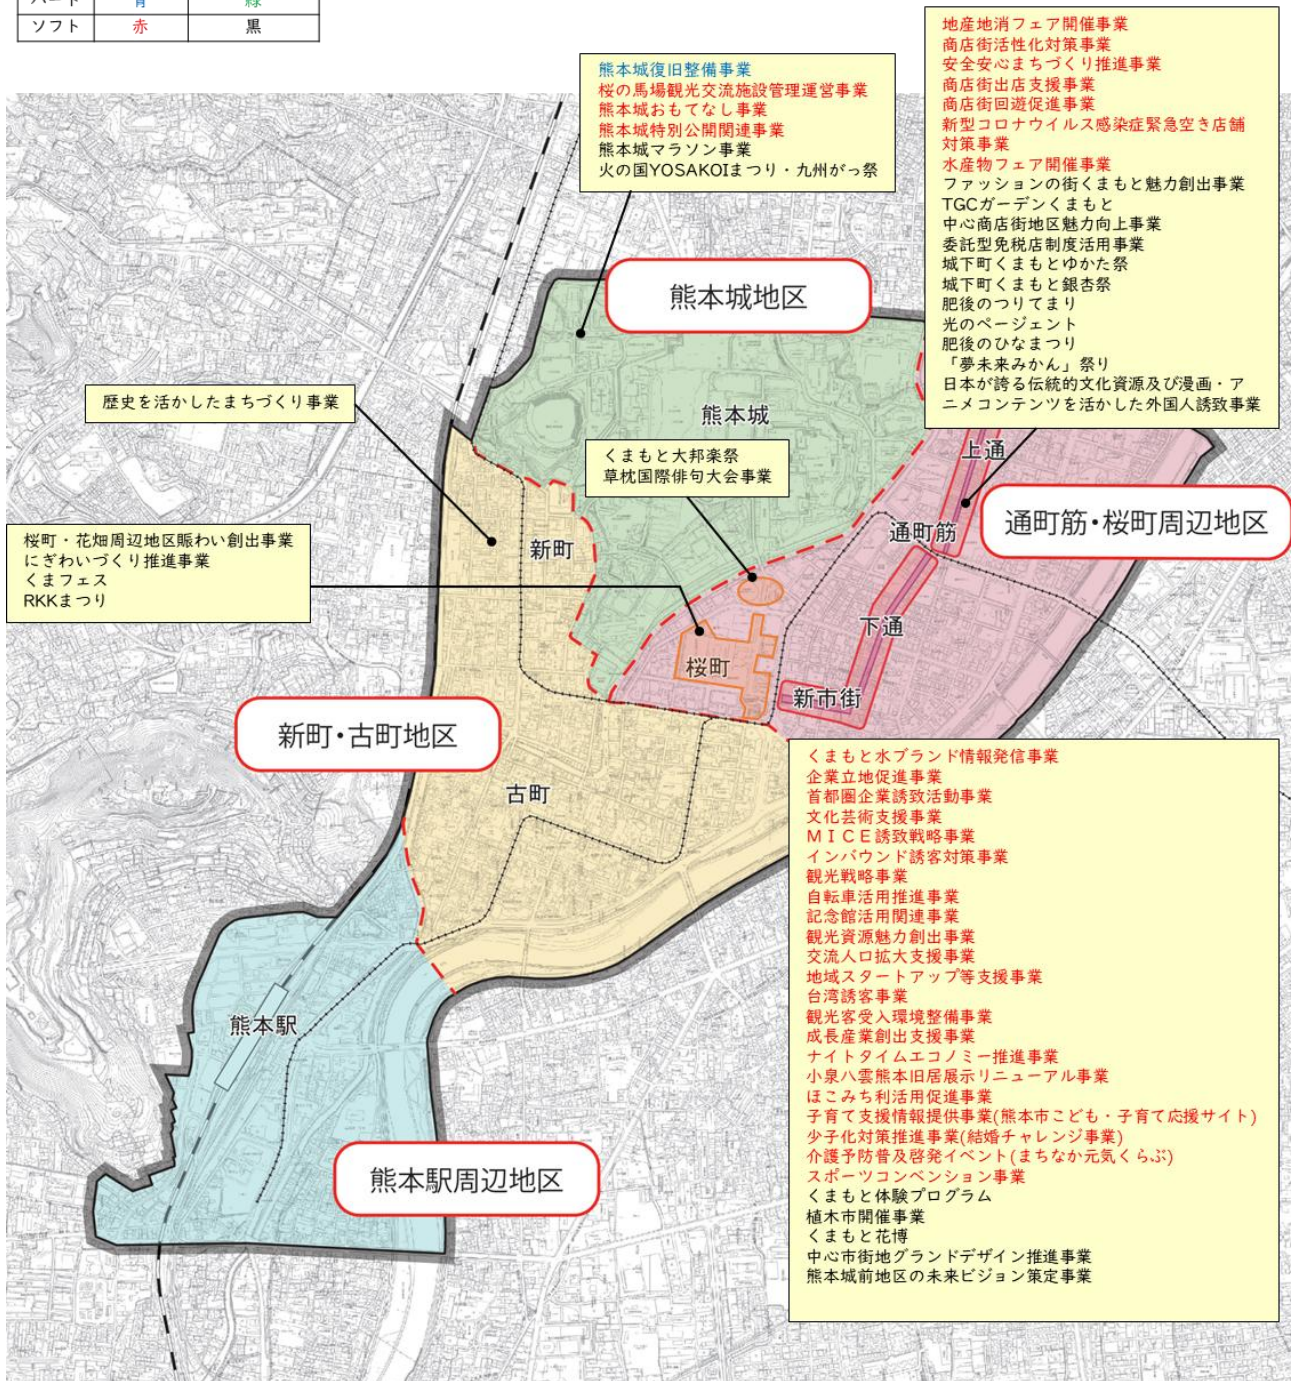 ハード 青 緑
ソフト 赤 黒
地産地消フェア開催事業
商店街活性化対策事業
安全安心まちづくり推進事業
商店街出店支援事業
商店街回遊促進事業
新型コロナウイルス感染症緊急空き店舗
対策事業
水産物フェア開催事業
ファッションの街くまもと魅力創出事業
TGCガーデンくまもと
中心商店街地区魅力向上事業
委託型免税店制度活用事業
城下町くまもとゆかた祭
城下町くまもと銀杏祭
肥後のつりてまり
光のページェント
肥後のひなまつり
「夢未来みかん」祭り
日本が誇る伝統的文化資源及び漫画・ア
ニメコンテンツを活かした外国人誘致事業
熊本城復旧整備事業
桜の馬場観光交流施設管理運営事業
熊本城おもてなし事業
熊本城特別公開関連事業
熊本城マラソン事業
火の国YOSAKOIまつり・九州がっ祭
熊本城地区
歴史を活かしたまちづくり事業
熊本城
くまもと大邦楽祭
草枕国際俳句大会事業
上通
通町筋・桜町周辺地区
通町筋
桜町・花畑周辺地区賑わい創出事業
にぎわいづくり推進事業
くまフェス
RKKまつり
新町
下通
桜町
新市街
新町・古町地区
古町
くまもと水ブランド情報発信事業
企業立地促進事業
首都圏企業誘致活動事業
文化芸術支援事業
ＭＩＣＥ誘致戦略事業
インバウンド誘客対策事業
観光戦略事業
自転車活用推進事業
記念館活用関連事業
観光資源魅力創出事業
交流人口拡大支援事業
地域スタートアップ等支援事業
台湾誘客事業
観光客受入環境整備事業
成長産業創出支援事業
ナイトタイムエコノミー推進事業
小泉八雲熊本旧居展示リニューアル事業
ほこみち利活用促進事業
子育て支援情報提供事業(熊本市こども・子育て応援サイト)
少子化対策推進事業(結婚チャレンジ事業)
介護予防普及啓発イベント(まちなか元気くらぶ)
スポーツコンベンション事業
くまもと体験プログラム
植木市開催事業
くまもと花博
中心市街地グランドデザイン推進事業
熊本城前地区の未来ビジョン策定事業
熊本駅
熊本駅周辺地区